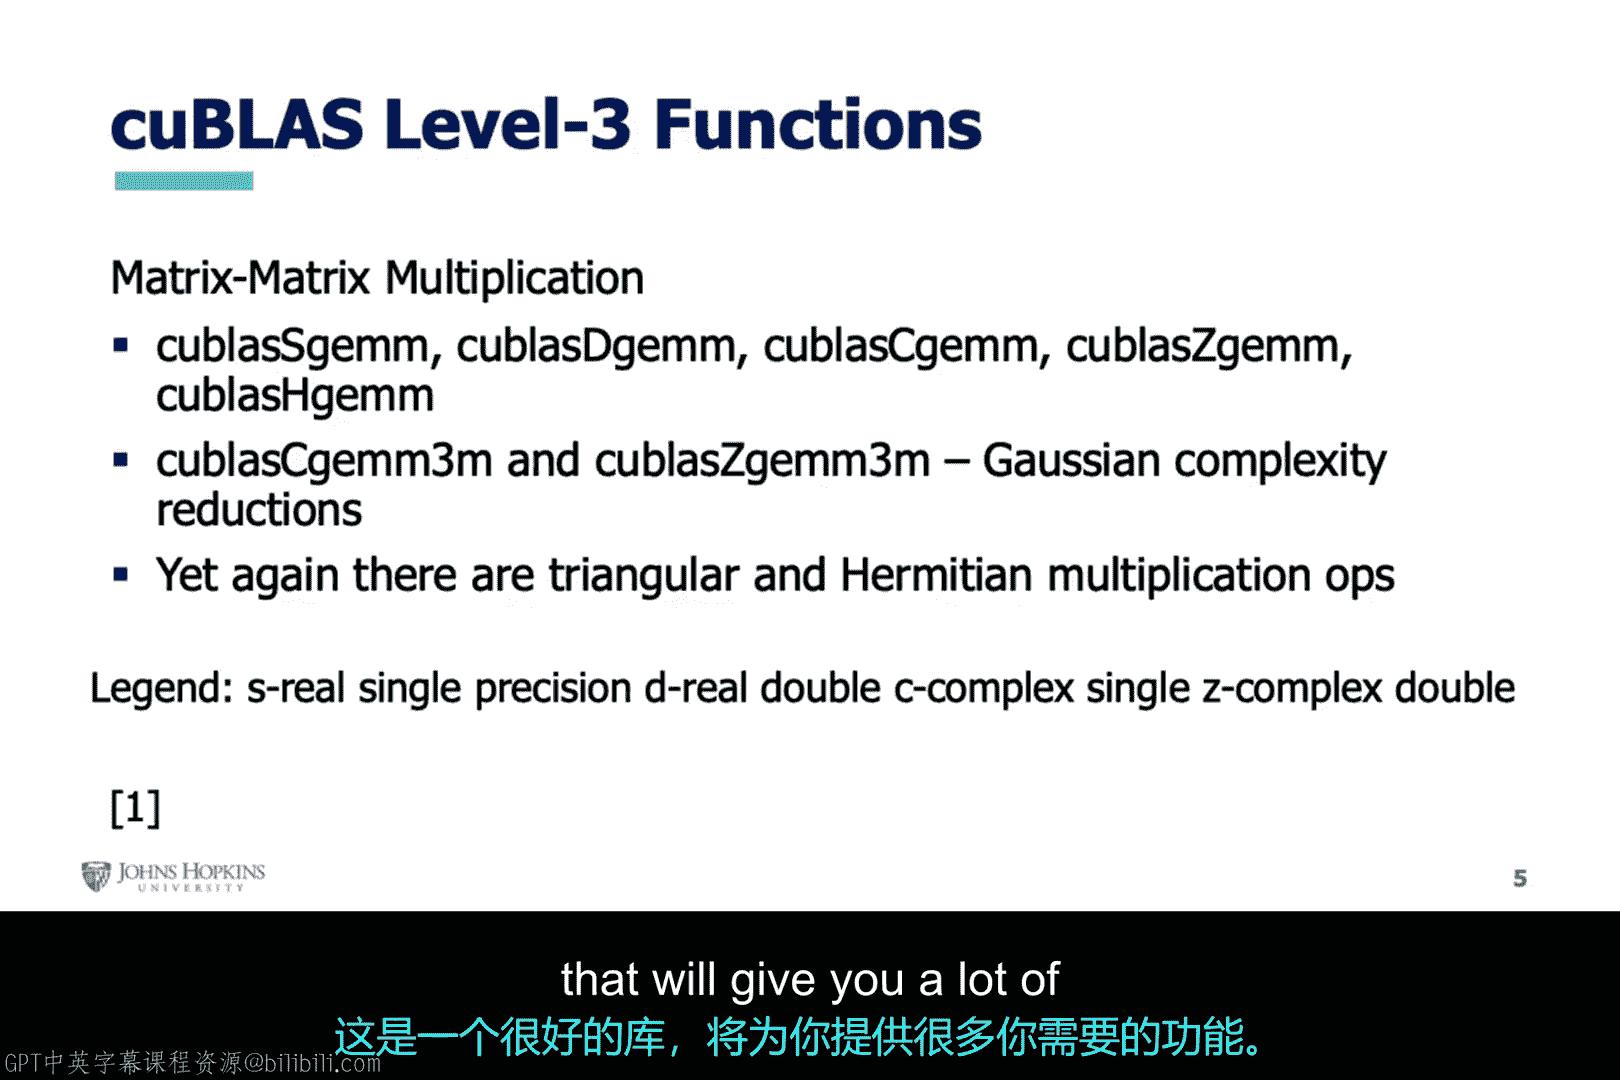 cuBLAS Level-3 Functions
Matrix-Matrix Multiplication
▪ cublasSgemm, cublasDgemm, cublasCgemm, cublasZgemm,
cublasHgemm
▪ cublasCgemm3m and cublasZgemm3m – Gaussian complexity
reductions
▪ Yet again there are triangular and Hermitian multiplication ops
Legend: s-real single precision d-real double c-complex single z-complex double
[1]
JOHNS HOPKINS
UNIVERSITY
5
that will give you a lot of
这是一个很好的库，将为你提供很多你需要的功能。
GPT中英字幕课程资源@bilibili.com